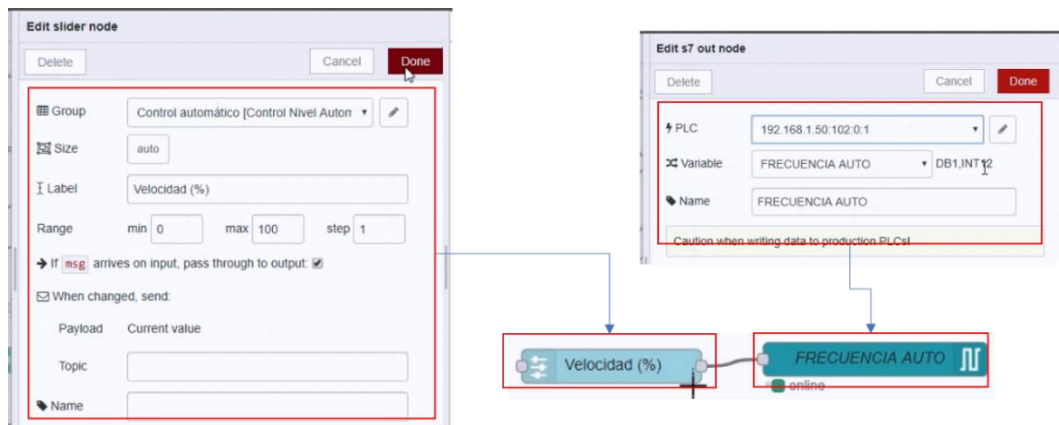 Edit slider node
Delete
Cancel
Done
Group
Control automático [Control Nivel Autom
Size
auto
Label
Velocidad (%)
Range
min 0
max 100
step 1
If msg arrives on input, pass through to output:
When changed, send:
Payload
Current value
Topic
Name
Edit s7 out node
Delete
Cancel
Done
PLC
192.168.1.50:102:0:1
Variable
FRECUENCIA AUTO
DB1,INT12
Name
FRECUENCIA AUTO
Caution when writing data to production PLCs!
Velocidad (%)
FRECUENCIA AUTO
online